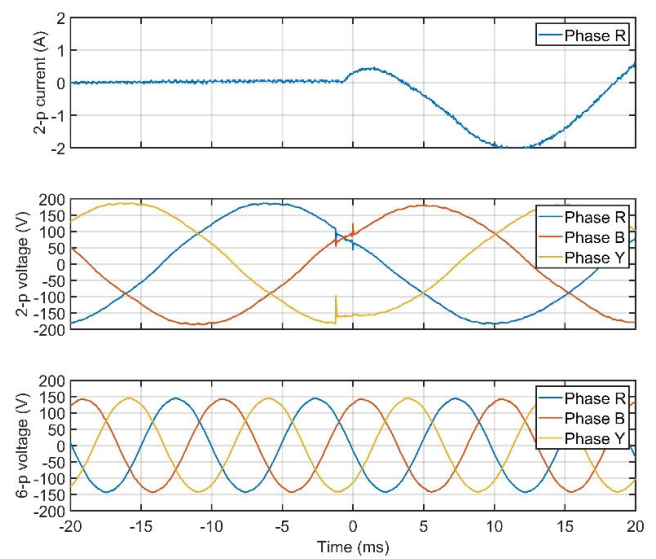 2-p current (A)
2
1
0
-1
-2
Phase R
2-p voltage (V)
200
150
100
50
0
-50
-100
-150
-200
Phase R
Phase B
Phase Y
6-p voltage (V)
200
150
100
50
0
-50
-100
-150
-200
Phase R
Phase B
Phase Y
-20 -15 -10 -5 0 5 10 15 20
Time (ms)